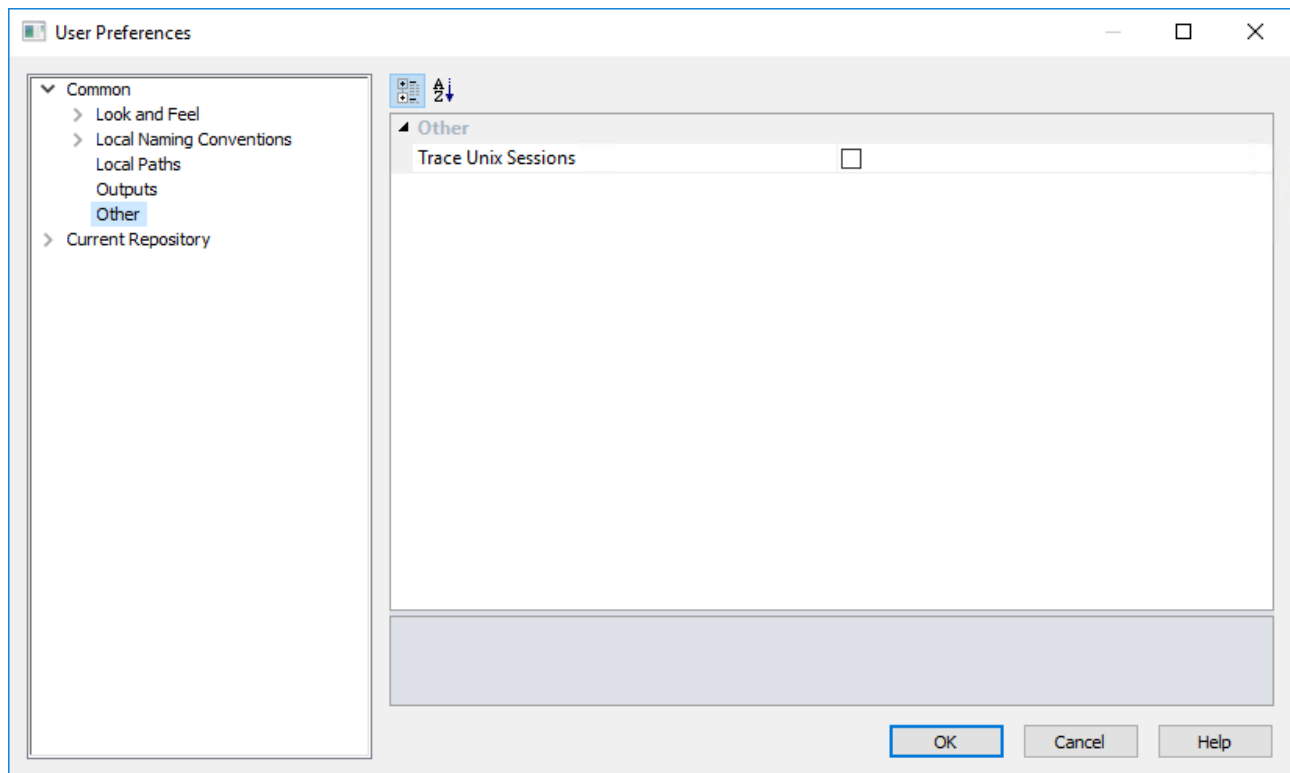 User Preferences
Common
Look and Feel
Local Naming Conventions
Local Paths
Outputs
Other
Current Repository
Other
Trace Unix Sessions
OK
Cancel
Help